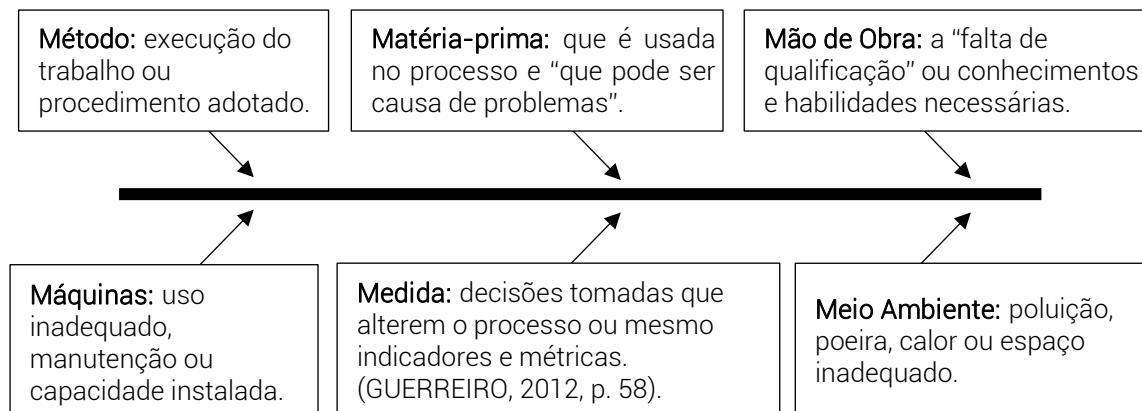 Método: execução do
trabalho ou
procedimento adotado.
Matéria-prima: que é usada
no processo e “que pode ser
causa de problemas”.
Mão de Obra: a “falta de
qualificação” ou conhecimentos
e habilidades necessárias.
Máquinas: uso
inadequado,
manutenção ou
capacidade instalada.
Medida: decisões tomadas que
alterem o processo ou mesmo
indicadores e métricas.
(GUERREIRO, 2012, p. 58).
Meio Ambiente: poluição,
poeira, calor ou espaço
inadequado.